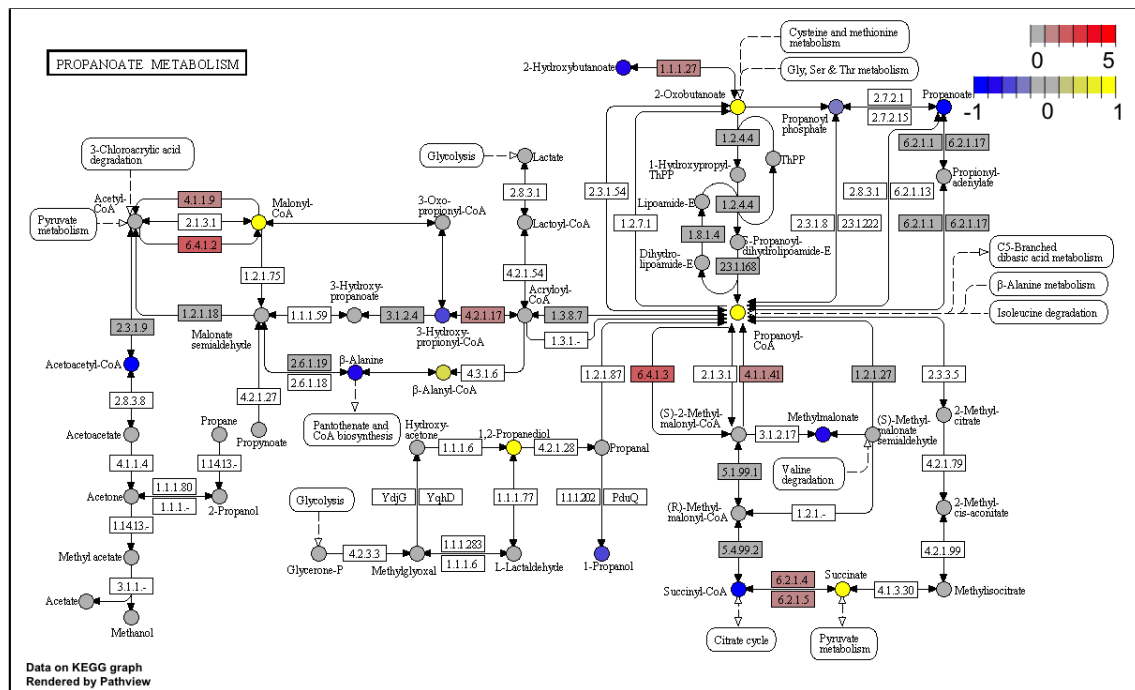 PROPANOATE METABOLISM
0 5
-1 0 1
Cysteine and methionine
metabolism
Gly, Ser & Thr metabolism
2-Hydroxybutanoate
1.1.1.27
2-Oxobutanoate
Propanoyl
phosphate
2.7.2.1
2.7.2.15
Propanoate
1.2.4.4
ThPP
1-Hydroxypropyl-
ThPP
6.2.1.1
6.2.1.17
Propionyl-
adenylate
3-Chloroacrylic acid
degradation
Glycolysis
Lactate
2.3.1.54
2.8.3.1
6.2.1.13
Acetyl-
CoA
4.1.1.9
Malonyl-
CoA
2.8.3.1
3-Oxo-
propionyl-CoA
Lipoamide-E
1.2.4.4
Pyruvate
metabolism
2.1.3.1
Lactoyl-CoA
1.2.7.1
2.3.1.8
2.3.1.222
6.2.1.1
6.2.1.17
6.4.1.2
1.8.1.4
S-Propanoyl-
dihydrolipoamide-E
C5-Branched
dibasic acid metabolism
Dihydro-
lipoamide-E
2.3.1.168
1.2.1.75
4.2.1.54
β-Alanine metabolism
3-Hydroxy-
propanoate
Acryloyl-
CoA
Isoleucine degradation
1.2.1.18
Malonate
semialdehyde
1.1.1.59
3.1.2.4
3-Hydroxy-
propionyl-CoA
4.2.1.17
1.3.8.7
2.3.1.9
1.3.1.-
Propanoyl-
CoA
Acetoacetyl-CoA
2.6.1.19
2.6.1.18
β-Alanine
β-Alanyl-CoA
4.3.1.6
1.2.1.87
6.4.1.3
2.1.3.1
4.1.1.41
1.2.1.27
2.3.3.5
2.8.3.8
4.2.1.27
Pantothenate and
CoA biosynthesis
(S)-2-Methyl-
malonyl-CoA
Methylmalonate
(S)-Methyl-
malonate
semialdehyde
2-Methyl-
citrate
Acetoacetate
Propane
Propynoate
Hydroxy-
acetone
1.1.1.6
1,2-Propanediol
4.2.1.28
Propanal
3.1.2.17
4.1.1.4
1.14.13.-
Valine
degradation
5.1.99.1
4.2.1.79
Acetone
1.1.1.80
1.1.1.-
2-Propanol
Glycolysis
YdjG
YqhD
1.1.1.77
1.1.1.202
PduQ
(R)-Methyl-
malonyl-CoA
1.2.1.-
2-Methyl-
cis-aconitate
1.14.13.-
Methyl acetate
Glycerone-P
4.2.3.3
Methylglyoxal
1.1.1.283
1.1.1.6
L-Lactaldehyde
1-Propanol
5.4.99.2
4.2.1.99
3.1.1.-
Acetate
Methanol
Succinyl-CoA
6.2.1.4
6.2.1.5
Succinate
4.1.3.30
Methylisocitrate
Citrate cycle
Pyruvate
metabolism
Data on KEGG graph
Rendered by Pathview